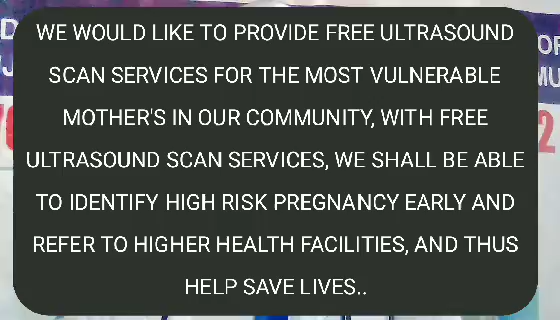 WE WOULD LIKE TO PROVIDE FREE ULTRASOUND
SCAN SERVICES FOR THE MOST VULNERABLE
MOTHER'S IN OUR COMMUNITY, WITH FREE
ULTRASOUND SCAN SERVICES, WE SHALL BE ABLE
TO IDENTIFY HIGH RISK PREGNANCY EARLY AND
REFER TO HIGHER HEALTH FACILITIES, AND THUS
HELP SAVE LIVES..